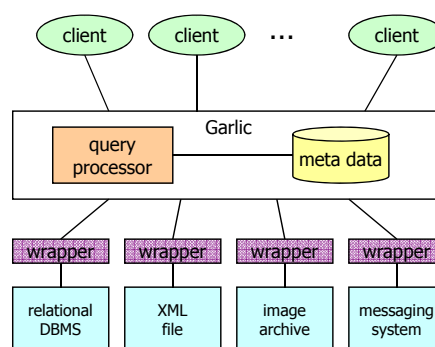 client client ... client
Garlic
query
processor
meta data
wrapper wrapper wrapper wrapper
relational
DBMS
XML
file
image
archive
messaging
system